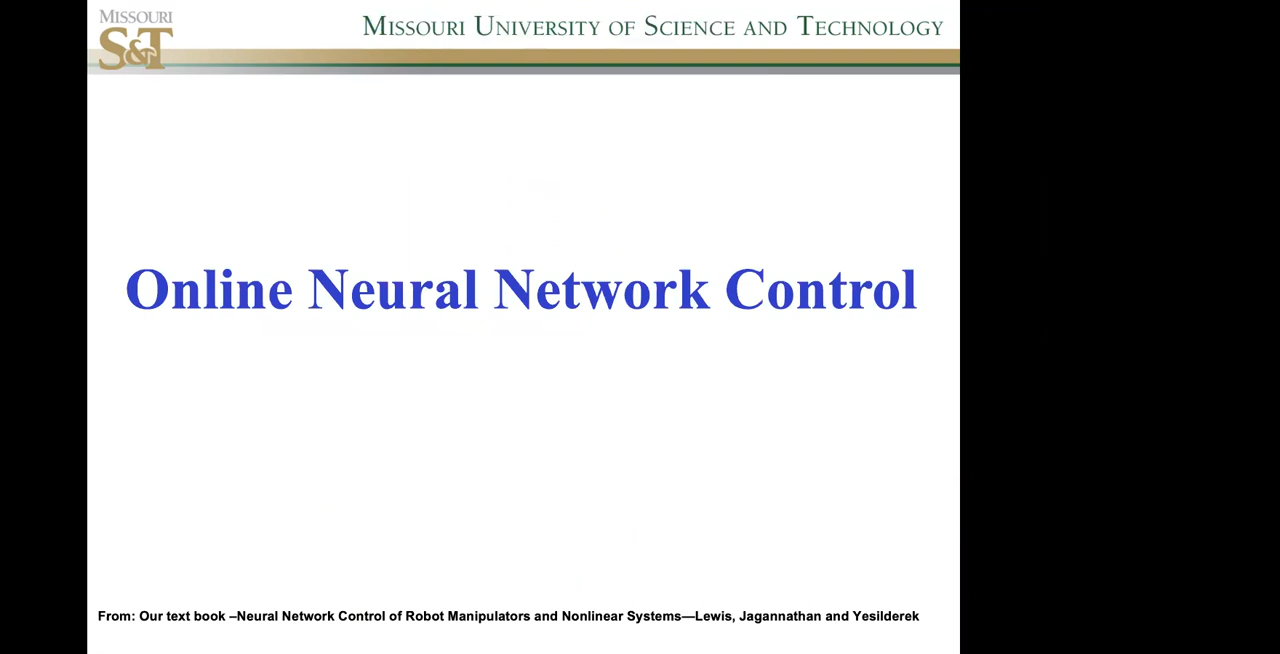 MISSOURI
S&T
MISSOURI UNIVERSITY OF SCIENCE AND TECHNOLOGY
Online Neural Network Control
From: Our text book –Neural Network Control of Robot Manipulators and Nonlinear Systems—Lewis, Jagannathan and Yesilderek